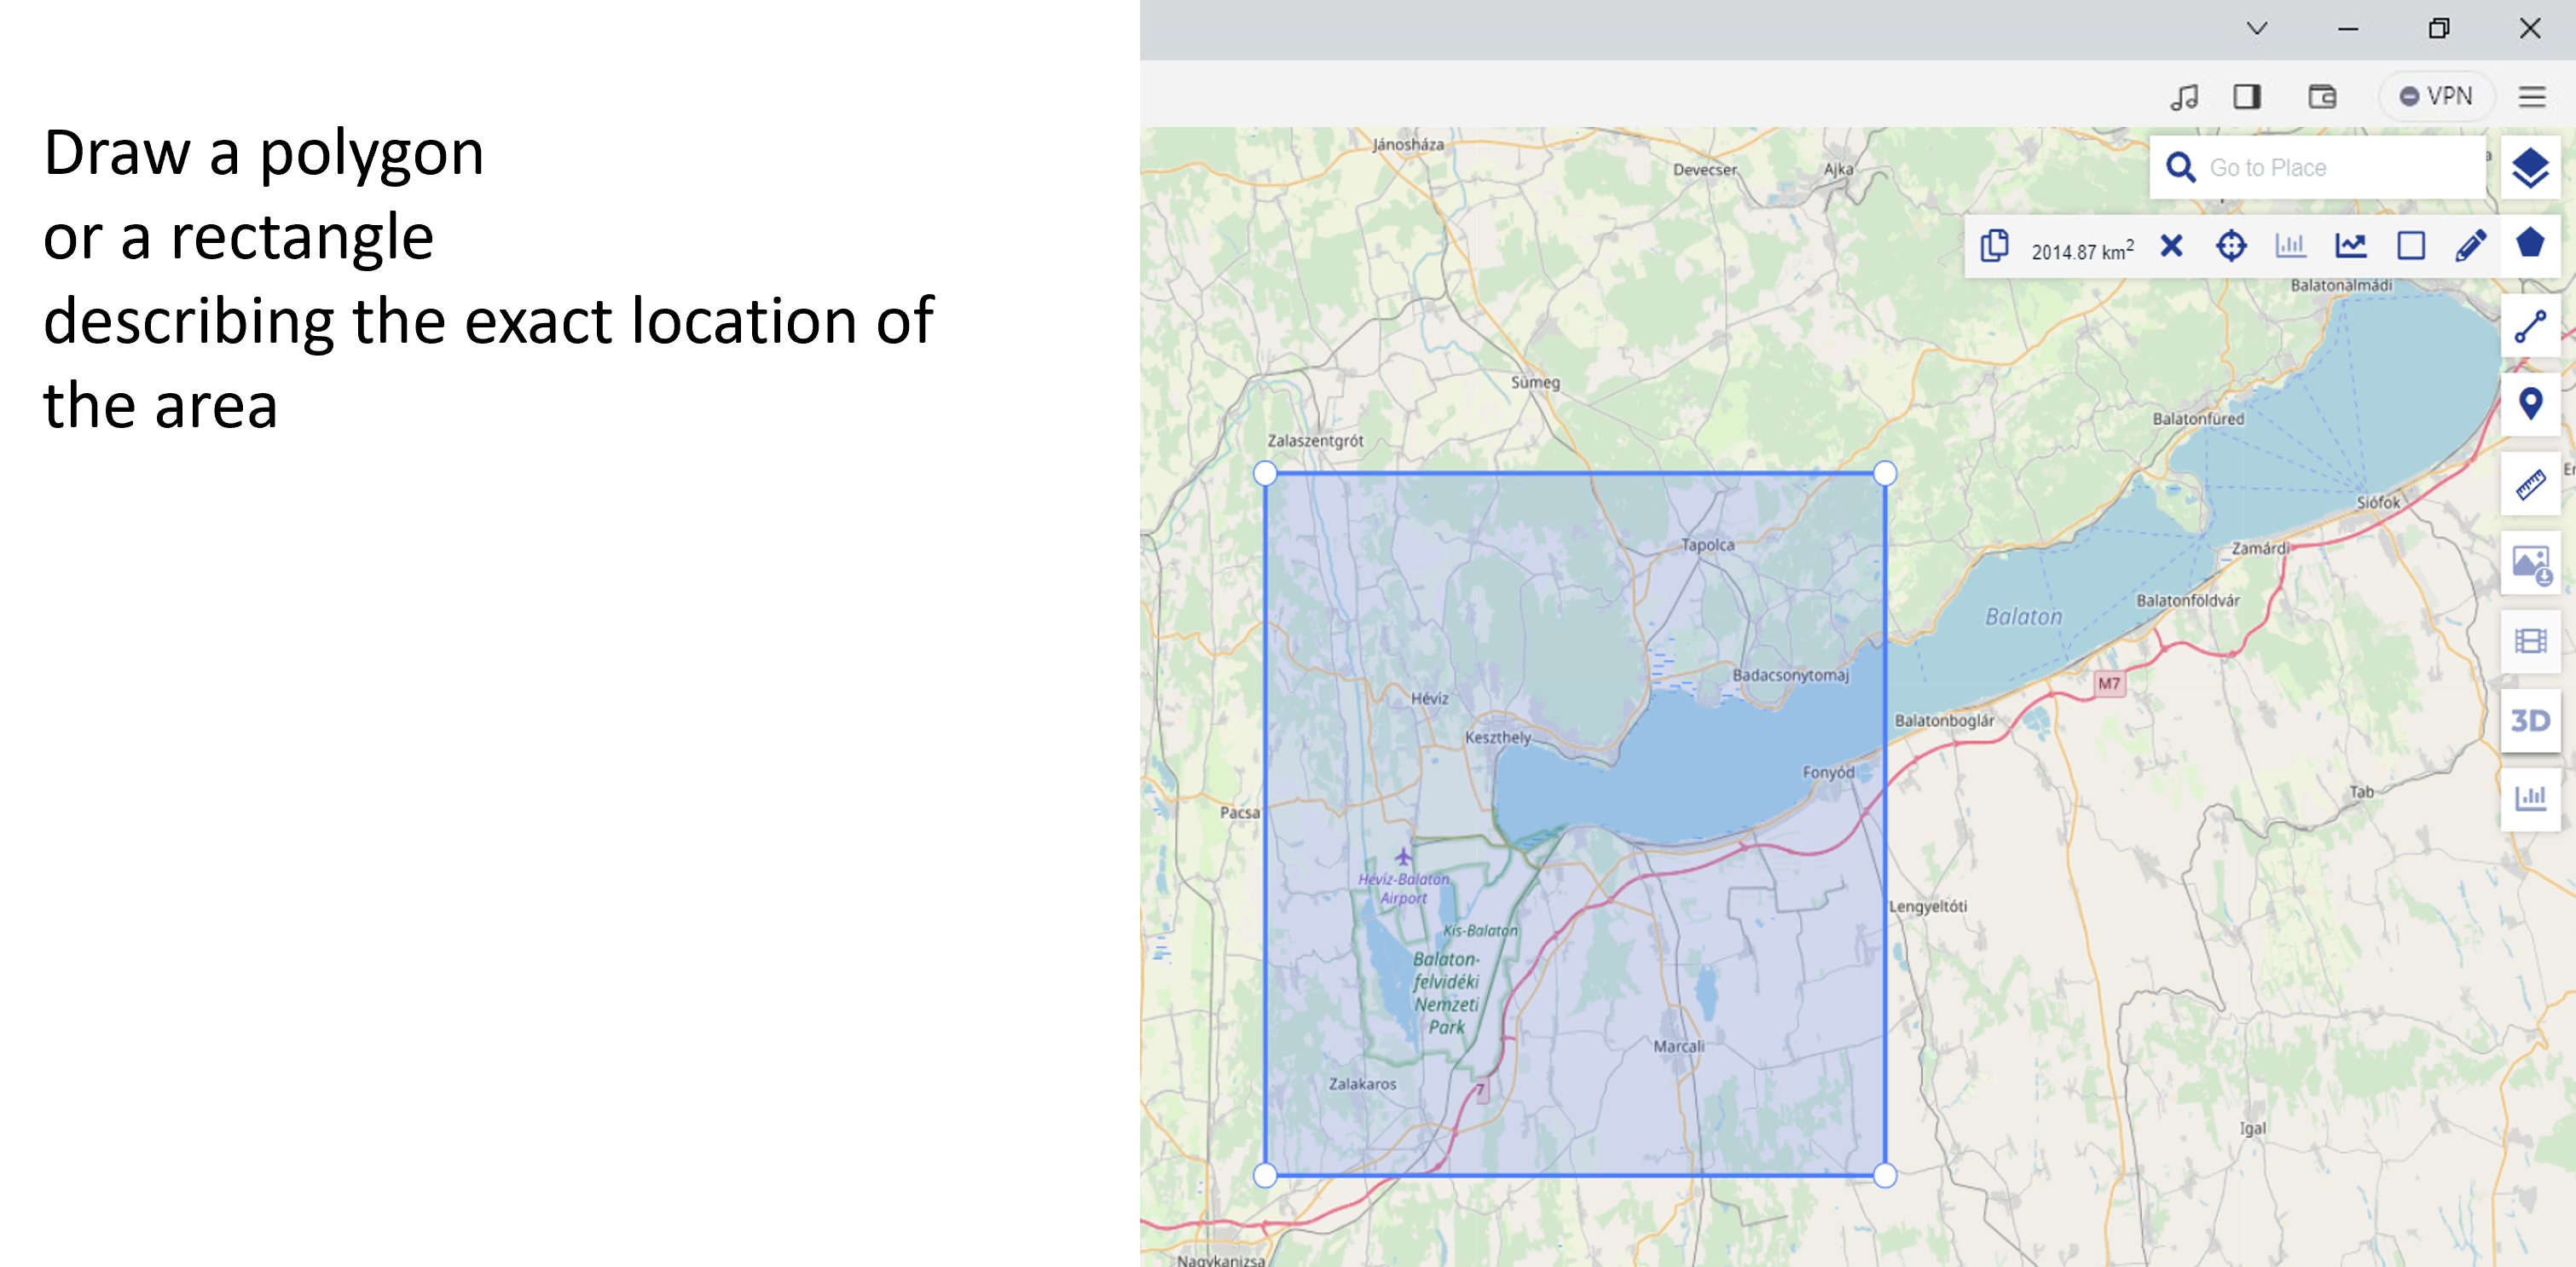 Draw a polygon
or a rectangle
describing the exact location of
the area
VPN
Jánosháza
Devecser
Ajka
Go to Place
2014.87 km²
Balatonalmádi
Sümeg
Balatonfüred
Zalaszentgrót
Siófok
Tapolca
Zamárdi
Balatonföldvár
Balaton
Badacsonytomaj
M7
Hévíz
Balatonboglár
3D
Keszthely
Fonyód
Tab
Pacsa
Hévíz-Balaton
Airport
Lengyeltóti
Kis-Balaton
Balaton-
felvidéki
Nemzeti
Park
Marcali
Zalakaros
7
Igal
Nagykanizsa